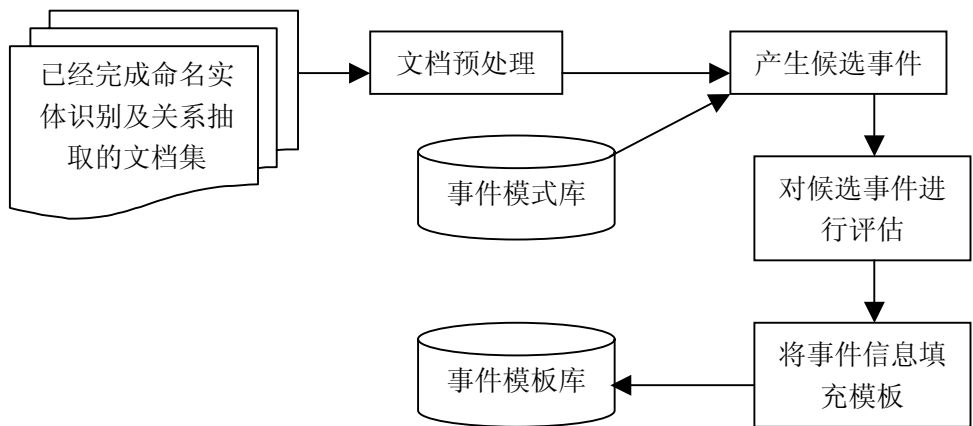 已经完成命名实
体识别及关系抽
取的文档集
文档预处理
产生候选事件
事件模式库
对候选事件进
行评估
事件模板库
将事件信息填
充模板